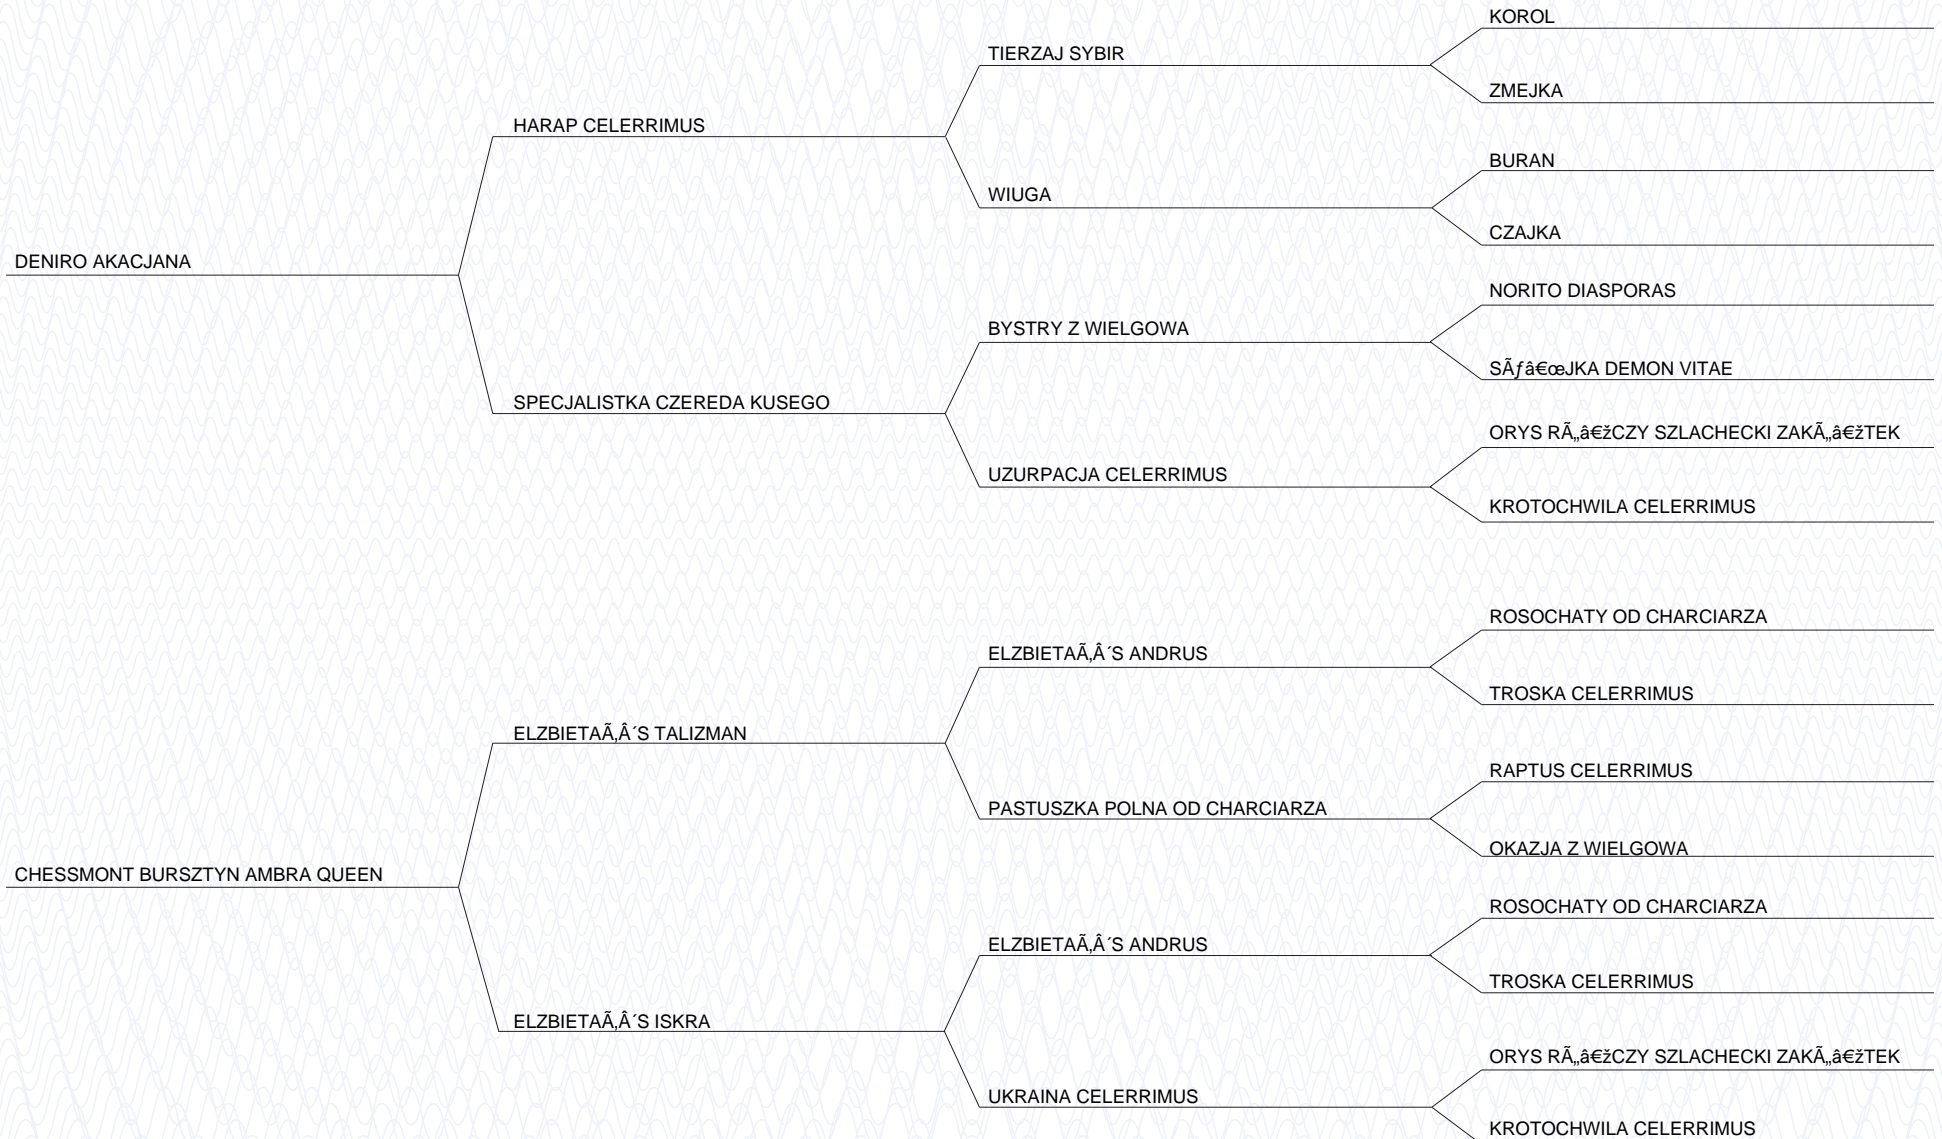 KOROL
TIERZAJ SYBIR
ZMEJKA
HARAP CELERRIMUS
BURAN
WIUGA
CZAJKA
DENIRO AKACJANA
NORITO DIASPORAS
BYSTRY Z WIELGOWA
SÃƒâ€œJKA DEMON VITAE
SPECJALISTKA CZEREDA KUSEGO
ORYS RÃ„â€žCZY SZLACHECKI ZAKÃ„â€žTEK
UZURPACJA CELERRIMUS
KROTOCHWILA CELERRIMUS
ROSOCHATY OD CHARCIARZA
ELZBIETAÃ‚Â´S ANDRUS
TROSKA CELERRIMUS
ELZBIETAÃ‚Â´S TALIZMAN
RAPTUS CELERRIMUS
PASTUSZKA POLNA OD CHARCIARZA
OKAZJA Z WIELGOWA
CHESSMONT BURSZTYN AMBRA QUEEN
ROSOCHATY OD CHARCIARZA
ELZBIETAÃ‚Â´S ANDRUS
TROSKA CELERRIMUS
ELZBIETAÃ‚Â´S ISKRA
ORYS RÃ„â€žCZY SZLACHECKI ZAKÃ„â€žTEK
UKRAINA CELERRIMUS
KROTOCHWILA CELERRIMUS